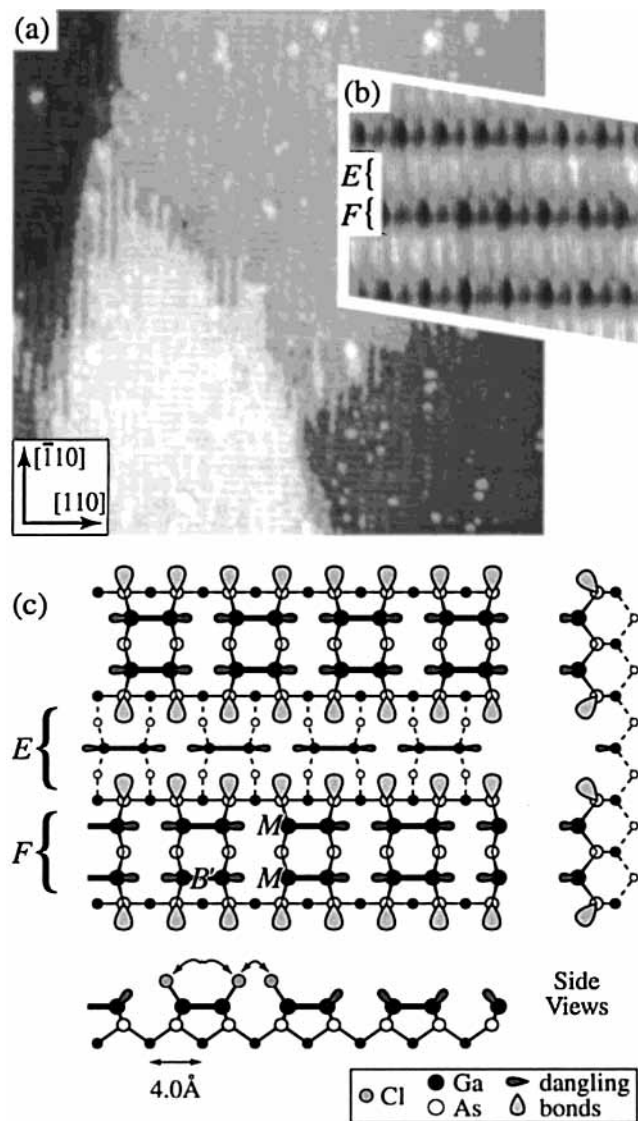 (a)
(b)
E{
F{
[1̄10]
[110]
(c)
E{
F{
M
B'
M
Side
Views
4.0Å
Cl
Ga
As
dangling
bonds